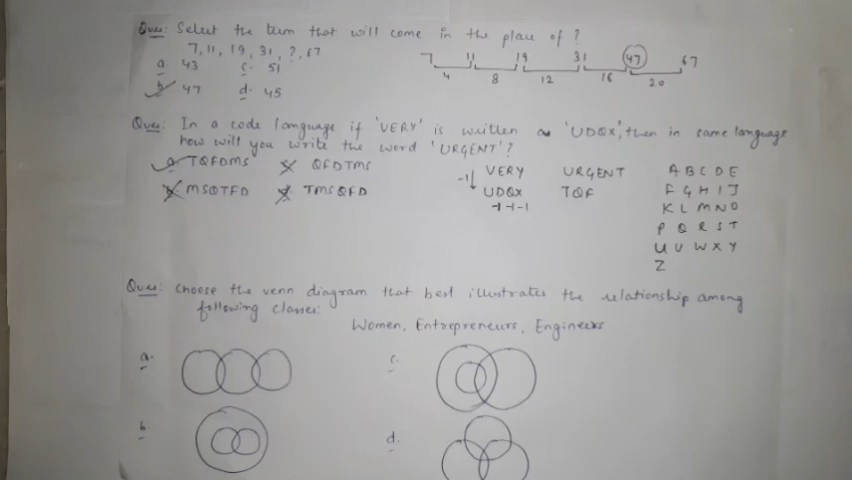 Ques: Select the term that will come in the place of ?
7, 11, 19, 31, ?, 67
a. 43 c. 51
b. 47 d. 45
7 11 19 31 47 67
4 8 12 16 20
Ques: In a code language if 'VERY' is written as 'UDQX', then in same language
how will you write the word 'URGENT'?
a. TQFDMS QFDTMS
MSQTFD TMSQFD
-1 VERY URGENT
UDQX TQF
-1-1-1
A B C D E
F G H I J
K L M N O
P Q R S T
U V W X Y
Z
Ques: Choose the venn diagram that best illustrates the relationship among
following classes:
Women, Entrepreneurs, Engineers
a. c.
b d.